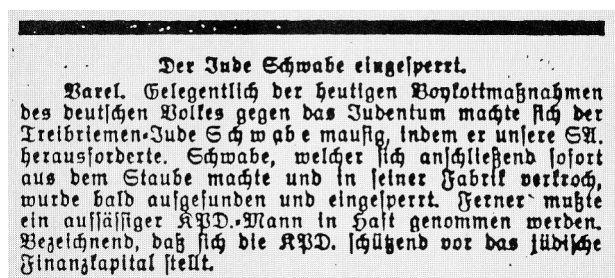 Der Jude Schwabe eingesperrt.
Varel. Gelegentlich der heutigen Boykottmaßnahmen
des deutschen Volkes gegen das Judentum machte sich der
Treibriemen-Jude Schwabe mausig, indem er unsere SA.
herausforderte. Schwabe, welcher sich anschließend sofort
aus dem Staube machte und in seiner Fabrik verkroch,
wurde bald aufgefunden und eingesperrt. Ferner mußte
ein aufsässiger KPD.-Mann in Haft genommen werden.
Bezeichnend, daß sich die KPD. schützend vor das jüdische
Finanzkapital stellt.